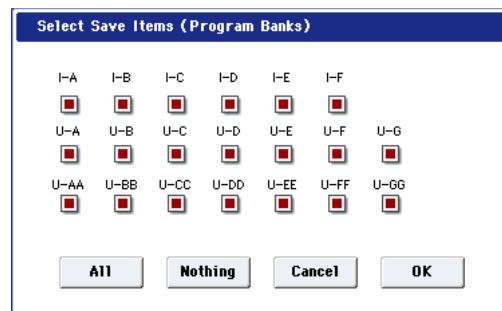 Select Save Items (Program Banks)
I-A I-B I-C I-D I-E I-F
U-A U-B U-C U-D U-E U-F U-G
U-AA U-BB U-CC U-DD U-EE U-FF U-GG
All Nothing Cancel OK